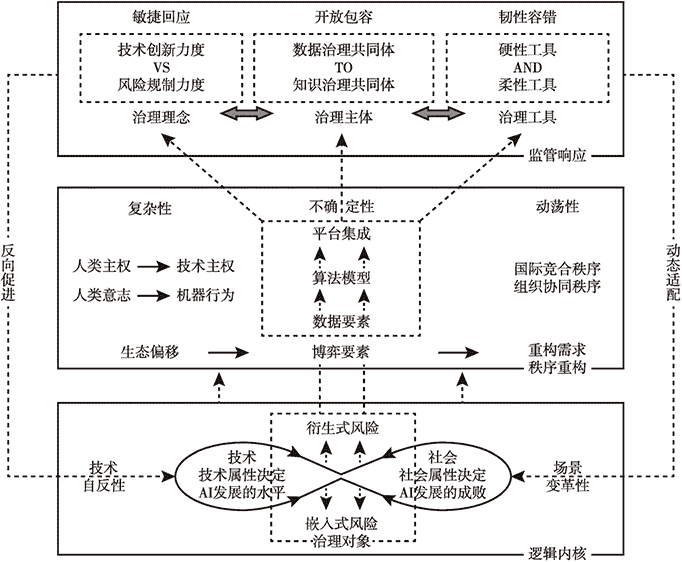 敏捷回应 开放包容 韧性容错
技术创新力度 数据治理共同体 硬性工具
VS TO AND
风险规制力度 知识治理共同体 柔性工具
治理理念 治理主体 治理工具
监管响应
复杂性 不确 定性 动荡性
平台集成
人类主权 技术主权 算法模型 国际竞合秩序
组织协同秩序
人类意志 机器行为
数据要素
生态偏移 博弈要素 重构需求
秩序重构
反向促进
动态适配
衍生式风险
技术 社会
技术 技术属性决定 社会属性决定 场景
自反性 AI发展的水平 AI发展的成败 变革性
嵌入式风险
治理对象
逻辑内核